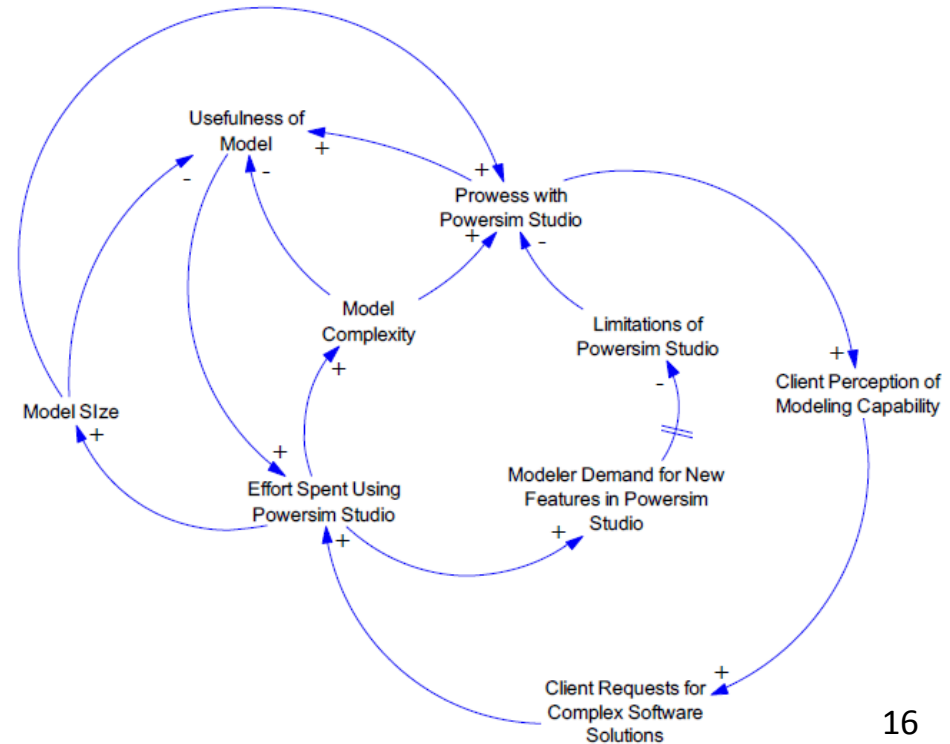 Usefulness of
Model
+
-
-
+
Prowess with
Powersim Studio
+
-
Model
Complexity
+
Limitations of
Powersim Studio
-
+
Client Perception of
Modeling Capability
Model SIze
+
+
Effort Spent Using
Powersim Studio
+
Modeler Demand for New
Features in Powersim
Studio
+
+
Client Requests for
Complex Software
Solutions
16